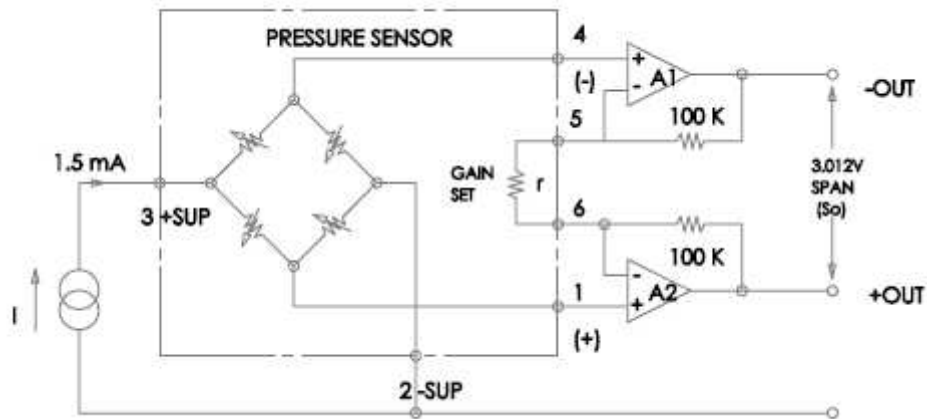 PRESSURE SENSOR
4
(-)
+
A1
-
-OUT
100 K
5
1.5 mA
GAIN
SET
r
3.012V
SPAN
(So)
3 +SUP
6
100 K
-
A2
+
+OUT
1
(+)
I
2 -SUP